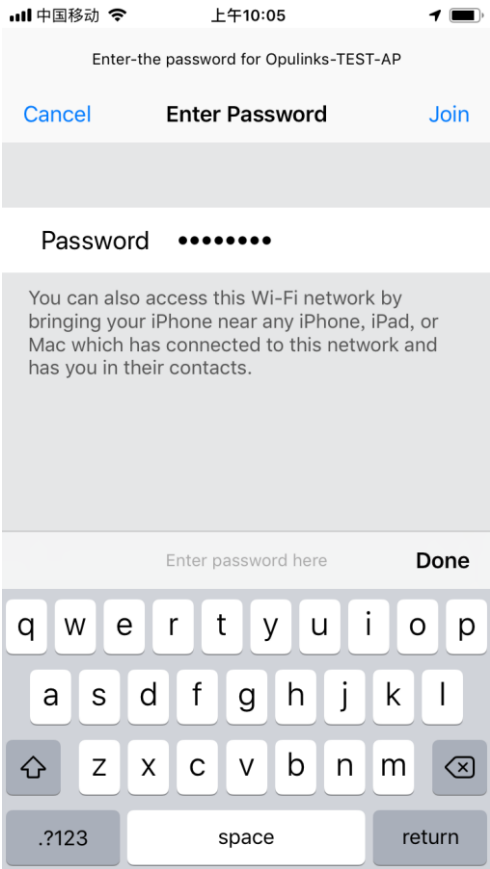 中国移动 上午10:05
Enter-the password for Opulinks-TEST-AP
Cancel Enter Password Join
Password ••••••••
You can also access this Wi-Fi network by
bringing your iPhone near any iPhone, iPad, or
Mac which has connected to this network and
has you in their contacts.
Enter password here Done
q w e r t y u i o p
a s d f g h j k l
z x c v b n m
.?123 space return